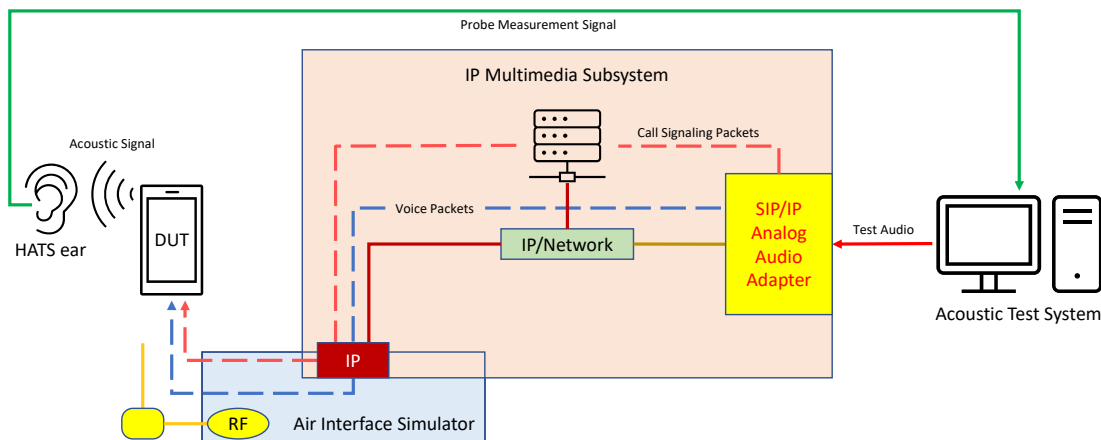 Probe Measurement Signal
IP Multimedia Subsystem
Call Signaling Packets
Acoustic Signal
Voice Packets
DUT
HATS ear
IP/Network
SIP/IP
Analog
Audio
Adapter
Test Audio
Acoustic Test System
IP
RF
Air Interface Simulator